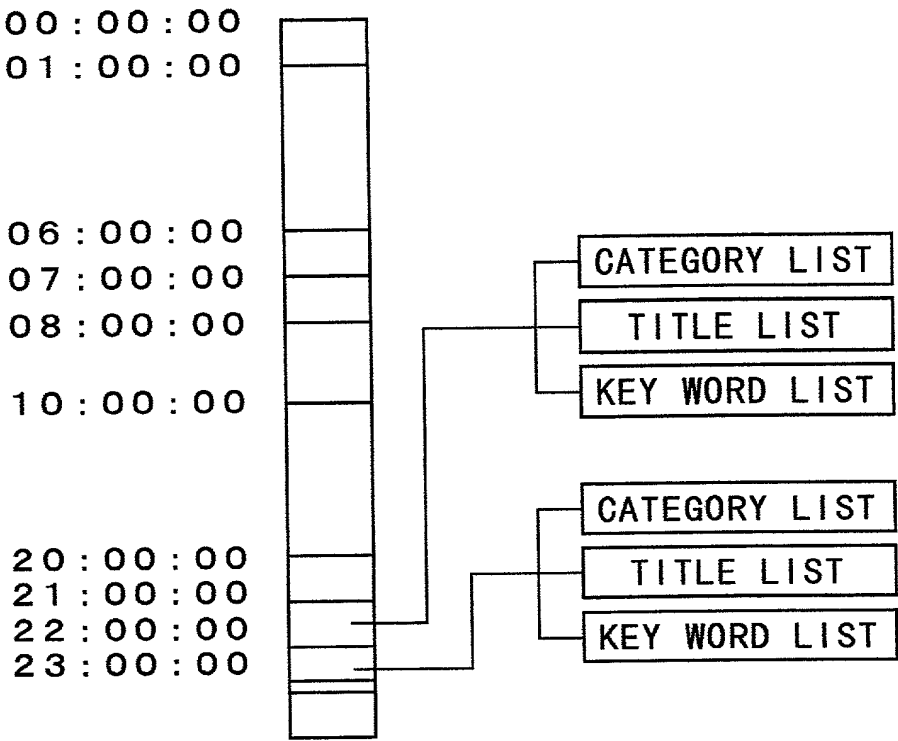 00:00:00
01:00:00
06:00:00
07:00:00
08:00:00
10:00:00
20:00:00
21:00:00
22:00:00
23:00:00
CATEGORY LIST
TITLE LIST
KEY WORD LIST
CATEGORY LIST
TITLE LIST
KEY WORD LIST